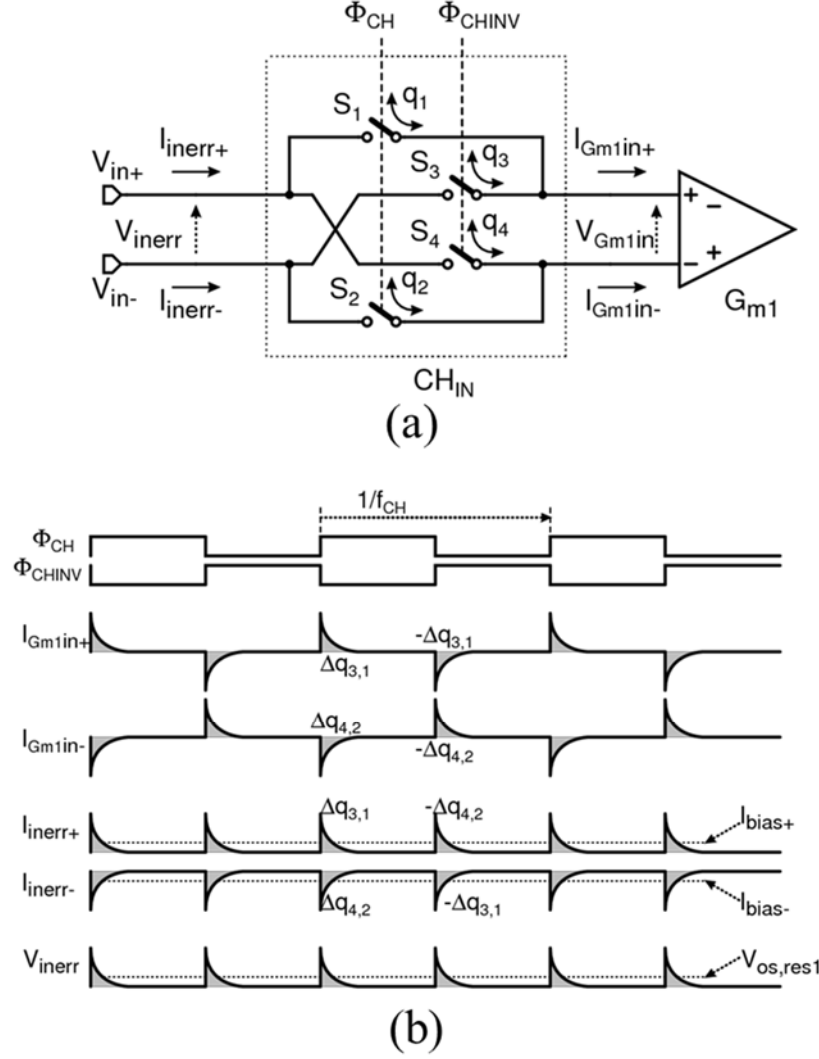 Φ_CH Φ_CHINV
S_1 q_1
I_inerr+ I_Gm1in+
V_in+ S_3 q_3
V_inerr S_4 q_4 V_Gm1in
V_in- I_inerr- S_2 q_2 I_Gm1in- G_m1
+ -
- +
CH_IN
(a)
1/f_CH
Φ_CH
Φ_CHINV
I_Gm1in+ Δq_3,1 -Δq_3,1
I_Gm1in- Δq_4,2 -Δq_4,2
I_inerr+ Δq_3,1 -Δq_4,2 I_bias+
I_inerr- Δq_4,2 -Δq_3,1 I_bias-
V_inerr V_os,res1
(b)